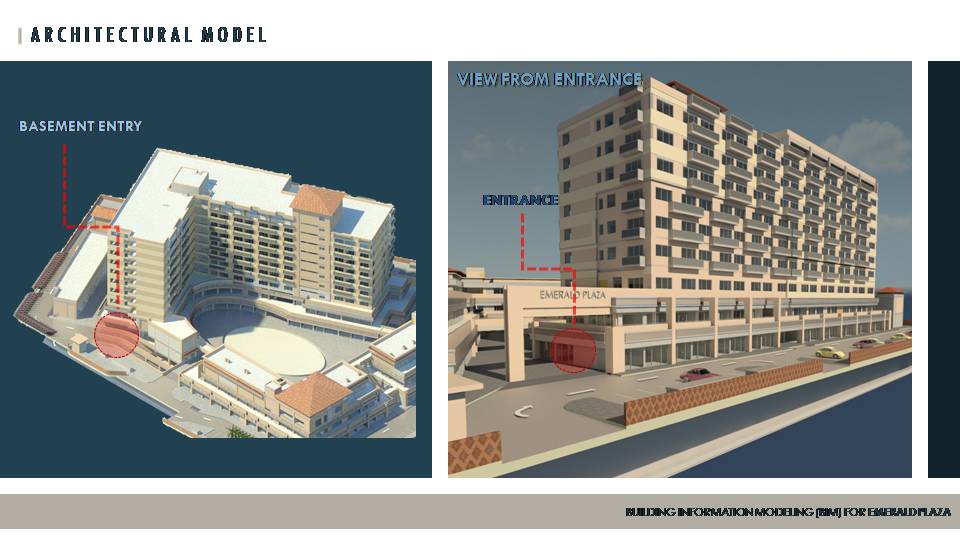 ARCHITECTURAL MODEL
BASEMENT ENTRY
VIEW FROM ENTRANCE
ENTRANCE
EMERALD PLAZA
BUILDING INFORMATION MODELING (BIM) FOR EMERALD PLAZA